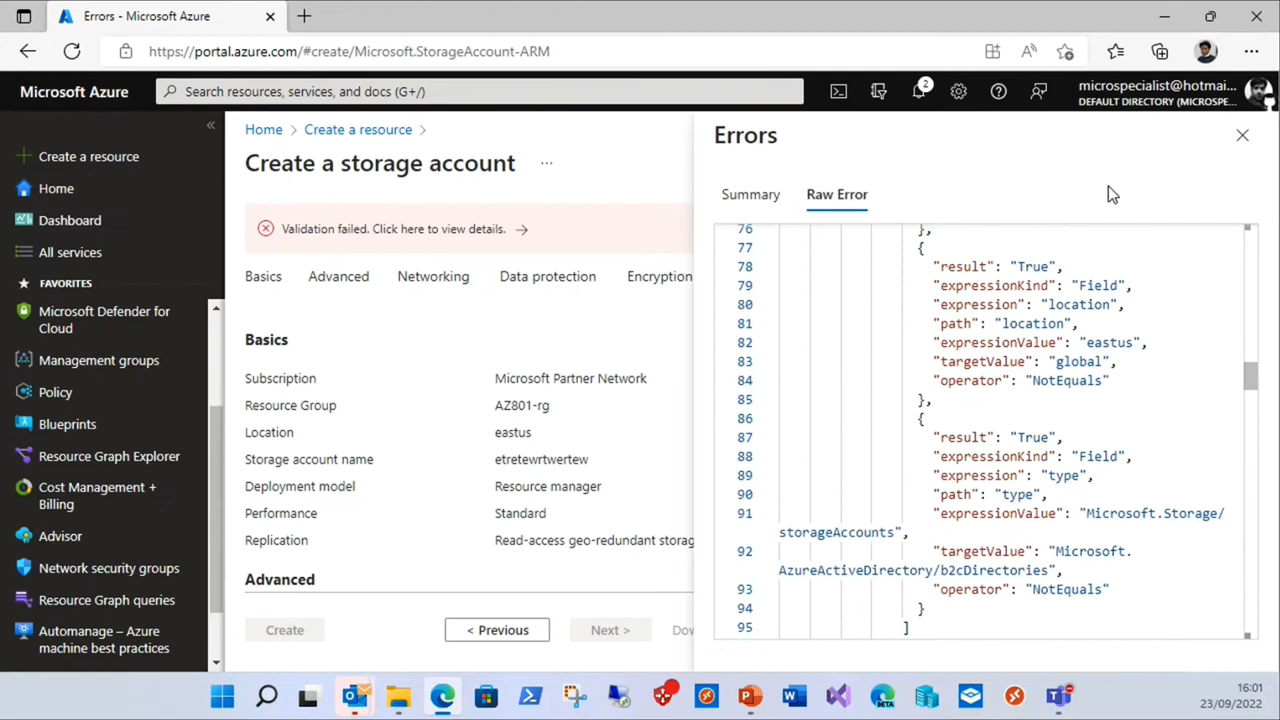 Errors - Microsoft Azure
https://portal.azure.com/#create/Microsoft.StorageAccount-ARM
Microsoft Azure
Search resources, services, and docs (G+/)
2
microspecialist@hotmai...
DEFAULT DIRECTORY (MICROSPE...
Create a resource
Home
Dashboard
All services
FAVORITES
Microsoft Defender for
Cloud
Management groups
Policy
Blueprints
Resource Graph Explorer
Cost Management +
Billing
Advisor
Network security groups
Resource Graph queries
Automanage – Azure
machine best practices
Home > Create a resource >
Create a storage account ...
Validation failed. Click here to view details. →
Basics Advanced Networking Data protection Encryption
Basics
Subscription Microsoft Partner Network
Resource Group AZ801-rg
Location eastus
Storage account name etretewrtwertew
Deployment model Resource manager
Performance Standard
Replication Read-access geo-redundant storag
Advanced
Create < Previous Next > Dov
Errors
Summary Raw Error
76 },
77 {
78 "result": "True",
79 "expressionKind": "Field",
80 "expression": "location",
81 "path": "location",
82 "expressionValue": "eastus",
83 "targetValue": "global",
84 "operator": "NotEquals"
85 },
86 {
87 "result": "True",
88 "expressionKind": "Field",
89 "expression": "type",
90 "path": "type",
91 "expressionValue": "Microsoft.Storage/
storageAccounts",
92 "targetValue": "Microsoft.
AzureActiveDirectory/b2cDirectories",
93 "operator": "NotEquals"
94 }
95 ]
16:01
23/09/2022